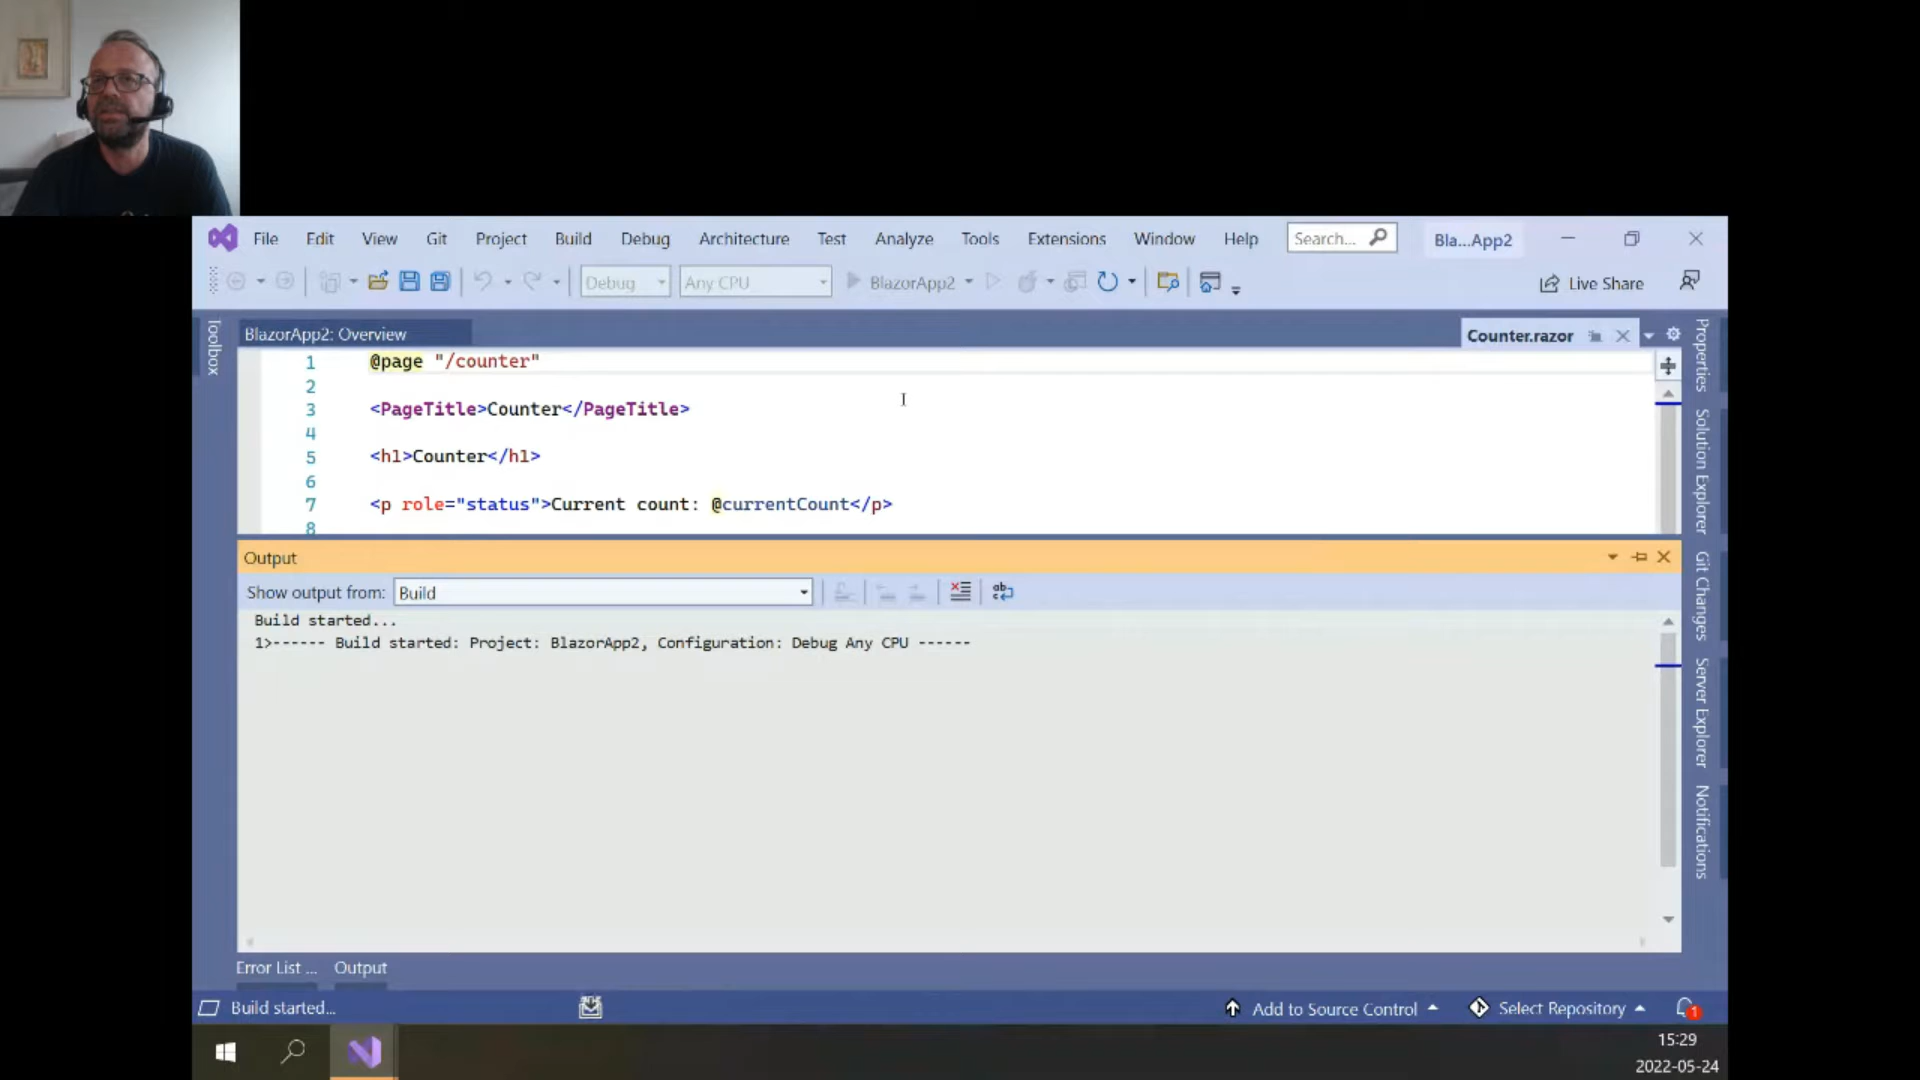 File Edit View Git Project Build Debug Architecture Test Analyze Tools Extensions Window Help Search... Bla...App2
Debug Any CPU BlazorApp2 Live Share
Toolbox
BlazorApp2: Overview Counter.razor
1 @page "/counter"
2
3 <PageTitle>Counter</PageTitle>
4
5 <h1>Counter</h1>
6
7 <p role="status">Current count: @currentCount</p>
8
Output
Show output from: Build
Build started...
1>------ Build started: Project: BlazorApp2, Configuration: Debug Any CPU ------
Properties
Solution Explorer
Git Changes
Server Explorer
Notifications
Error List ... Output
Build started... Add to Source Control Select Repository 1
15:29
2022-05-24